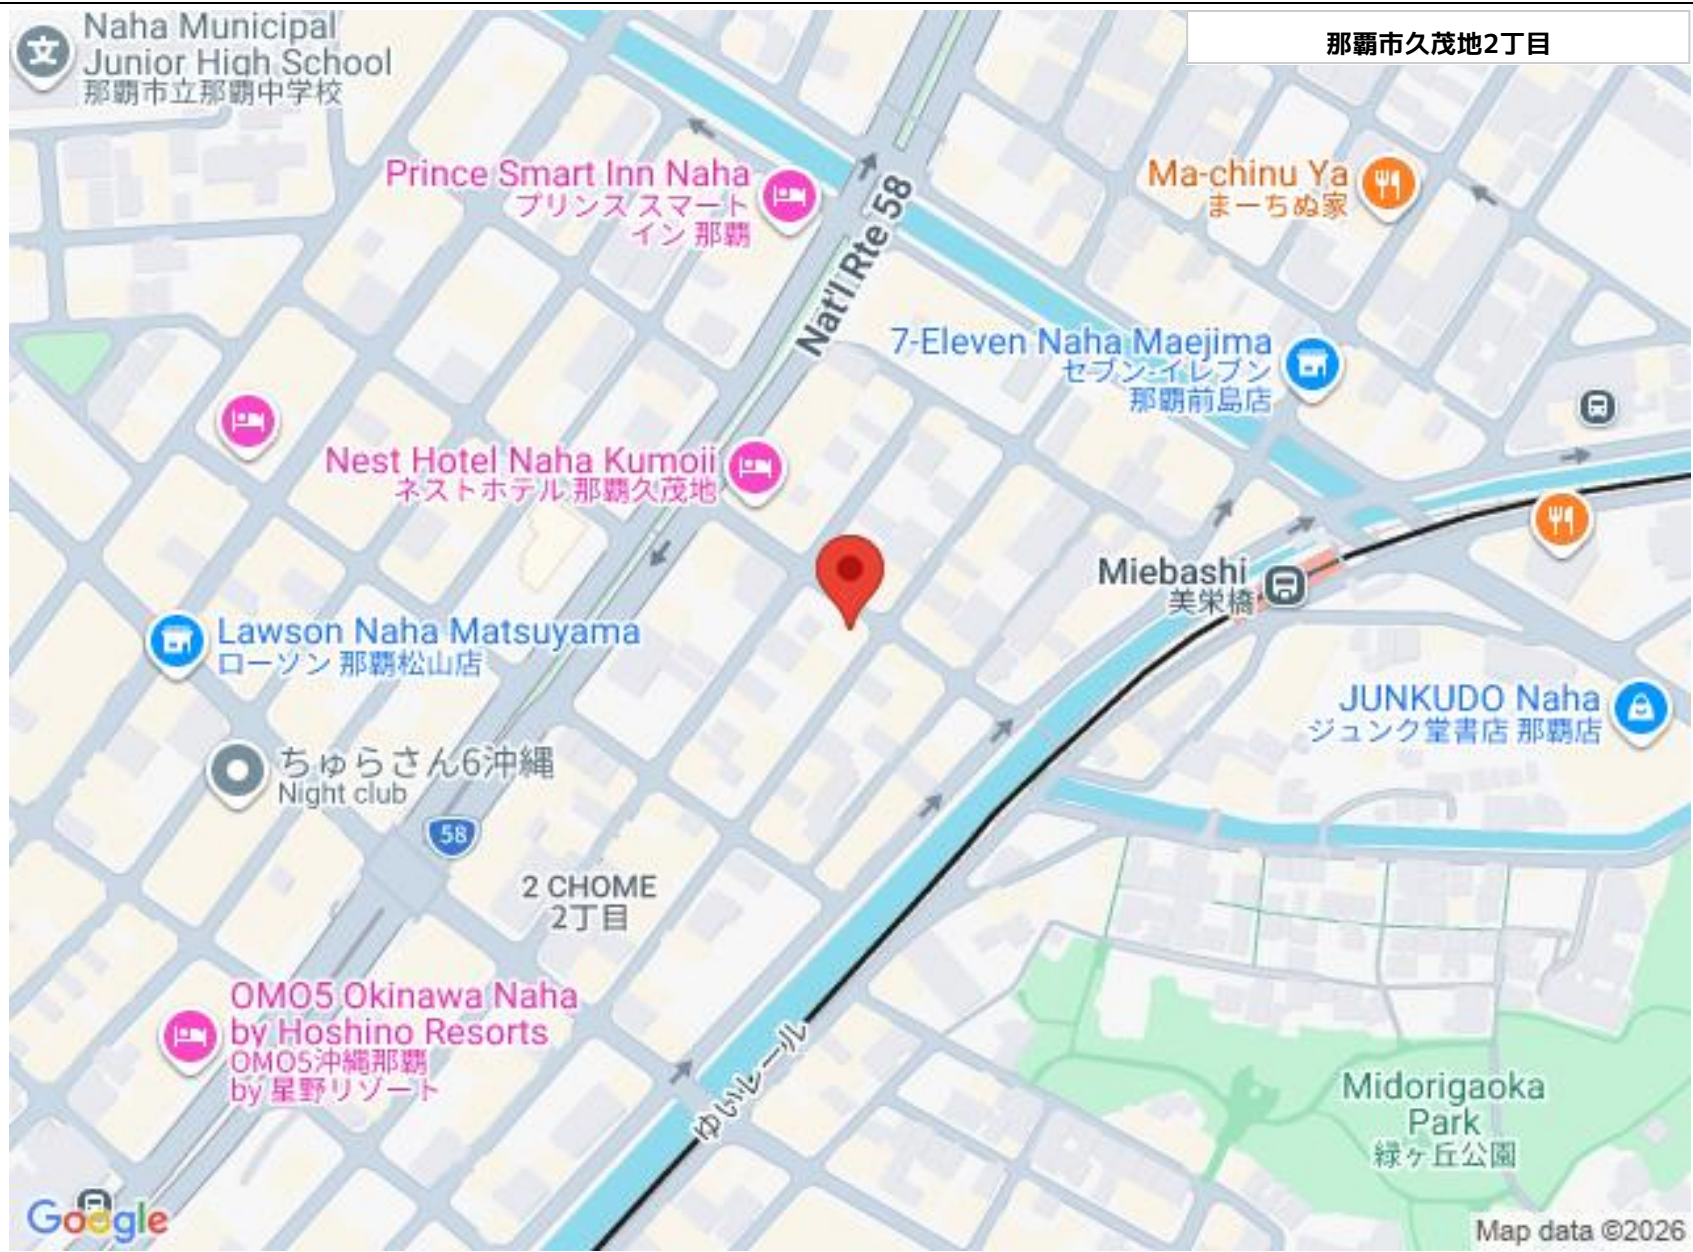 那覇市久茂地2丁目
Naha Municipal
Junior High School
那覇市立那覇中学校
Prince Smart Inn Naha
プリンス スマート
イン 那覇
Nat'l Rte 58
Ma-chinu Ya
まーちぬ家
7-Eleven Naha Maejima
セブン-イレブン
那覇前島店
Nest Hotel Naha Kumoji
ネストホテル 那覇久茂地
Miebashi
美栄橋
Lawson Naha Matsuyama
ローソン 那覇松山店
JUNKUDO Naha
ジュンク堂書店 那覇店
ちゅらさん6沖縄
Night club
58
2 CHOME
2丁目
OMO5 Okinawa Naha
by Hoshino Resorts
OMO5沖縄那覇
by 星野リゾート
ゆいレール
Midorigaoka
Park
緑ヶ丘公園
Google
Map data ©2026